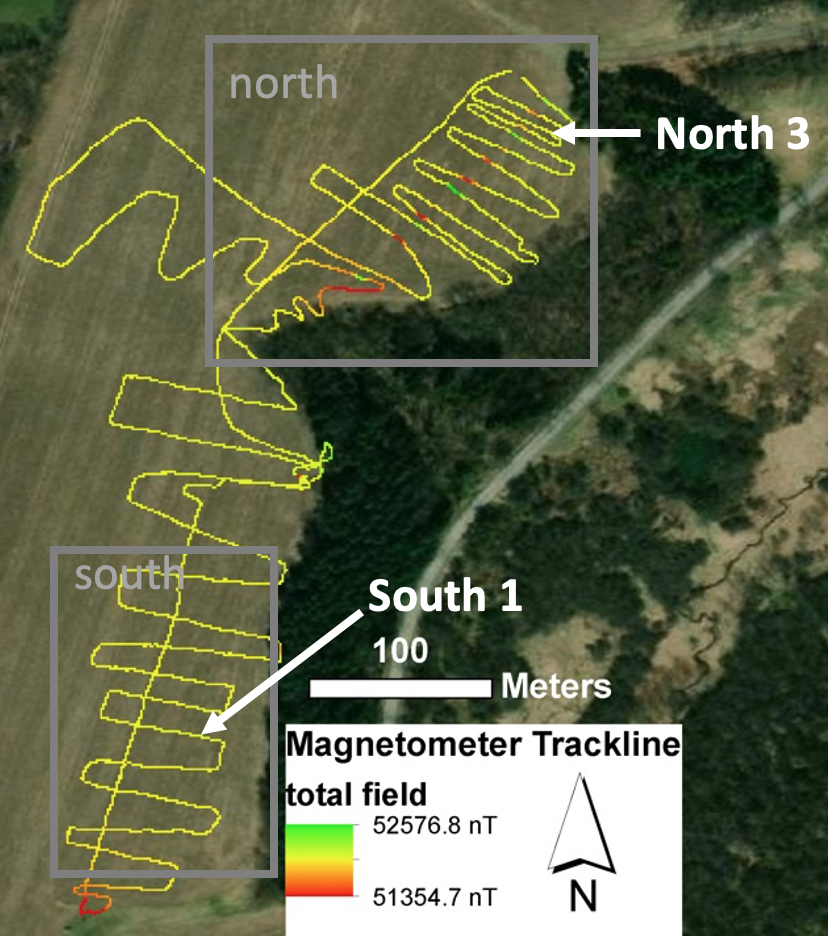 north
North 3
south
South 1
100
Meters
Magnetometer Trackline
total field
52576.8 nT
51354.7 nT
N